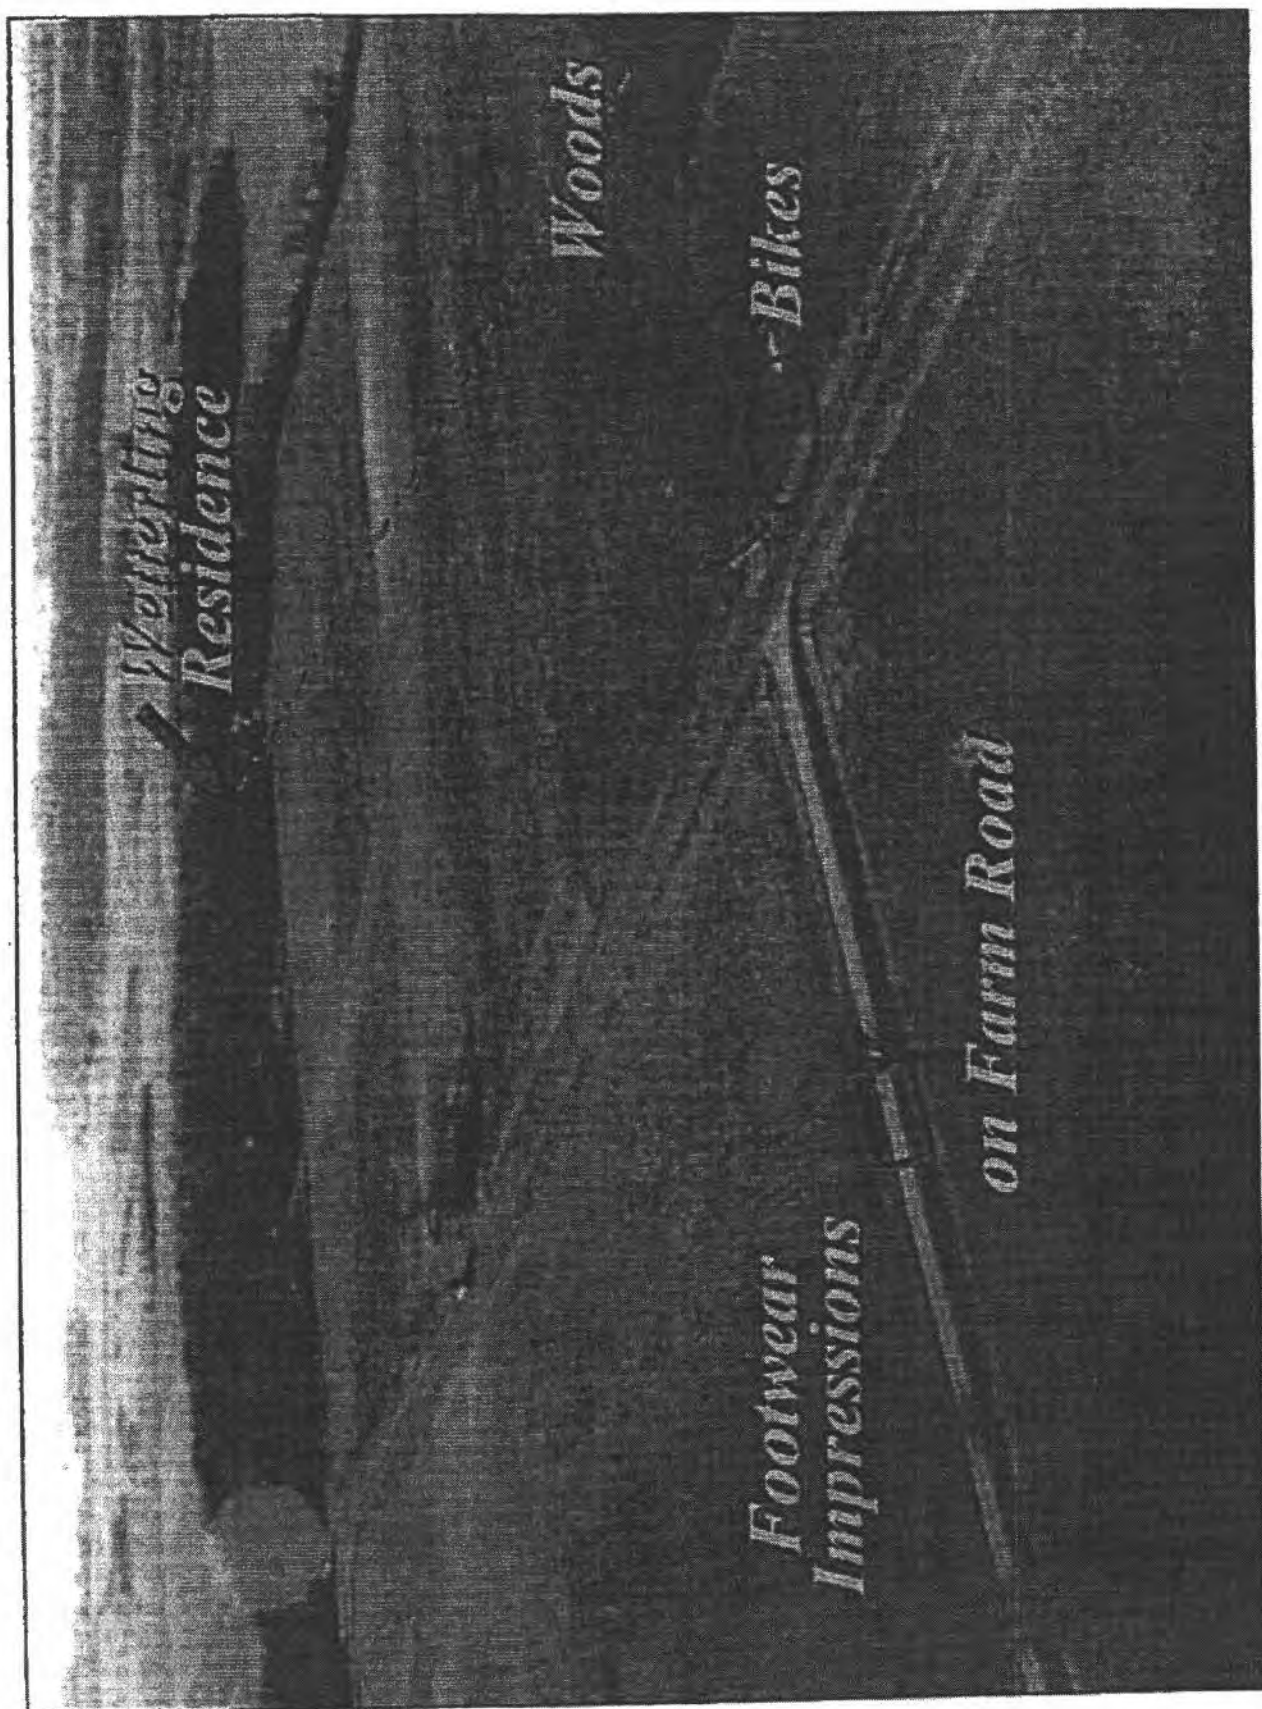 Wetterling
Residence
Woods
Bikes
Footwear
Impressions
on Farm Road